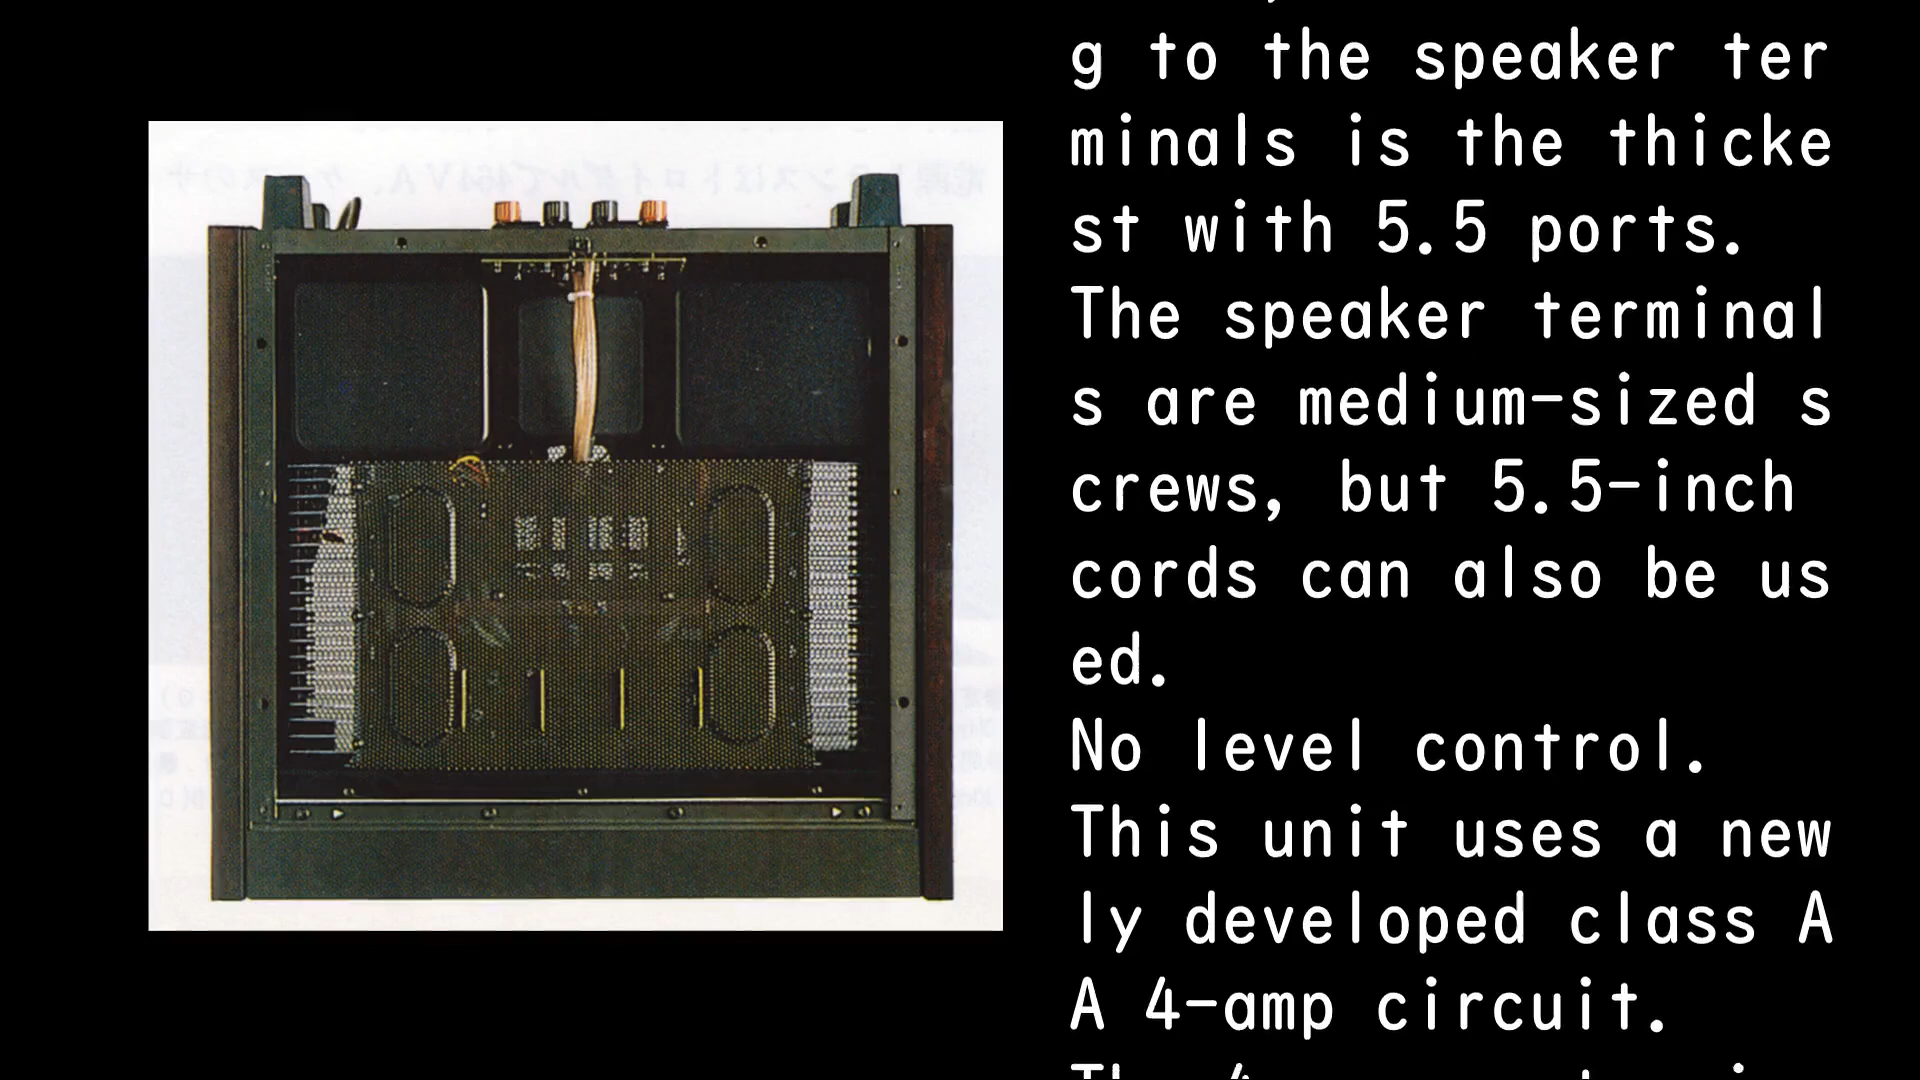 g to the speaker ter
minals is the thicke
st with 5.5 ports.
The speaker terminal
s are medium-sized s
crews, but 5.5-inch
cords can also be us
ed.
No level control.
This unit uses a new
ly developed class A
A 4-amp circuit.